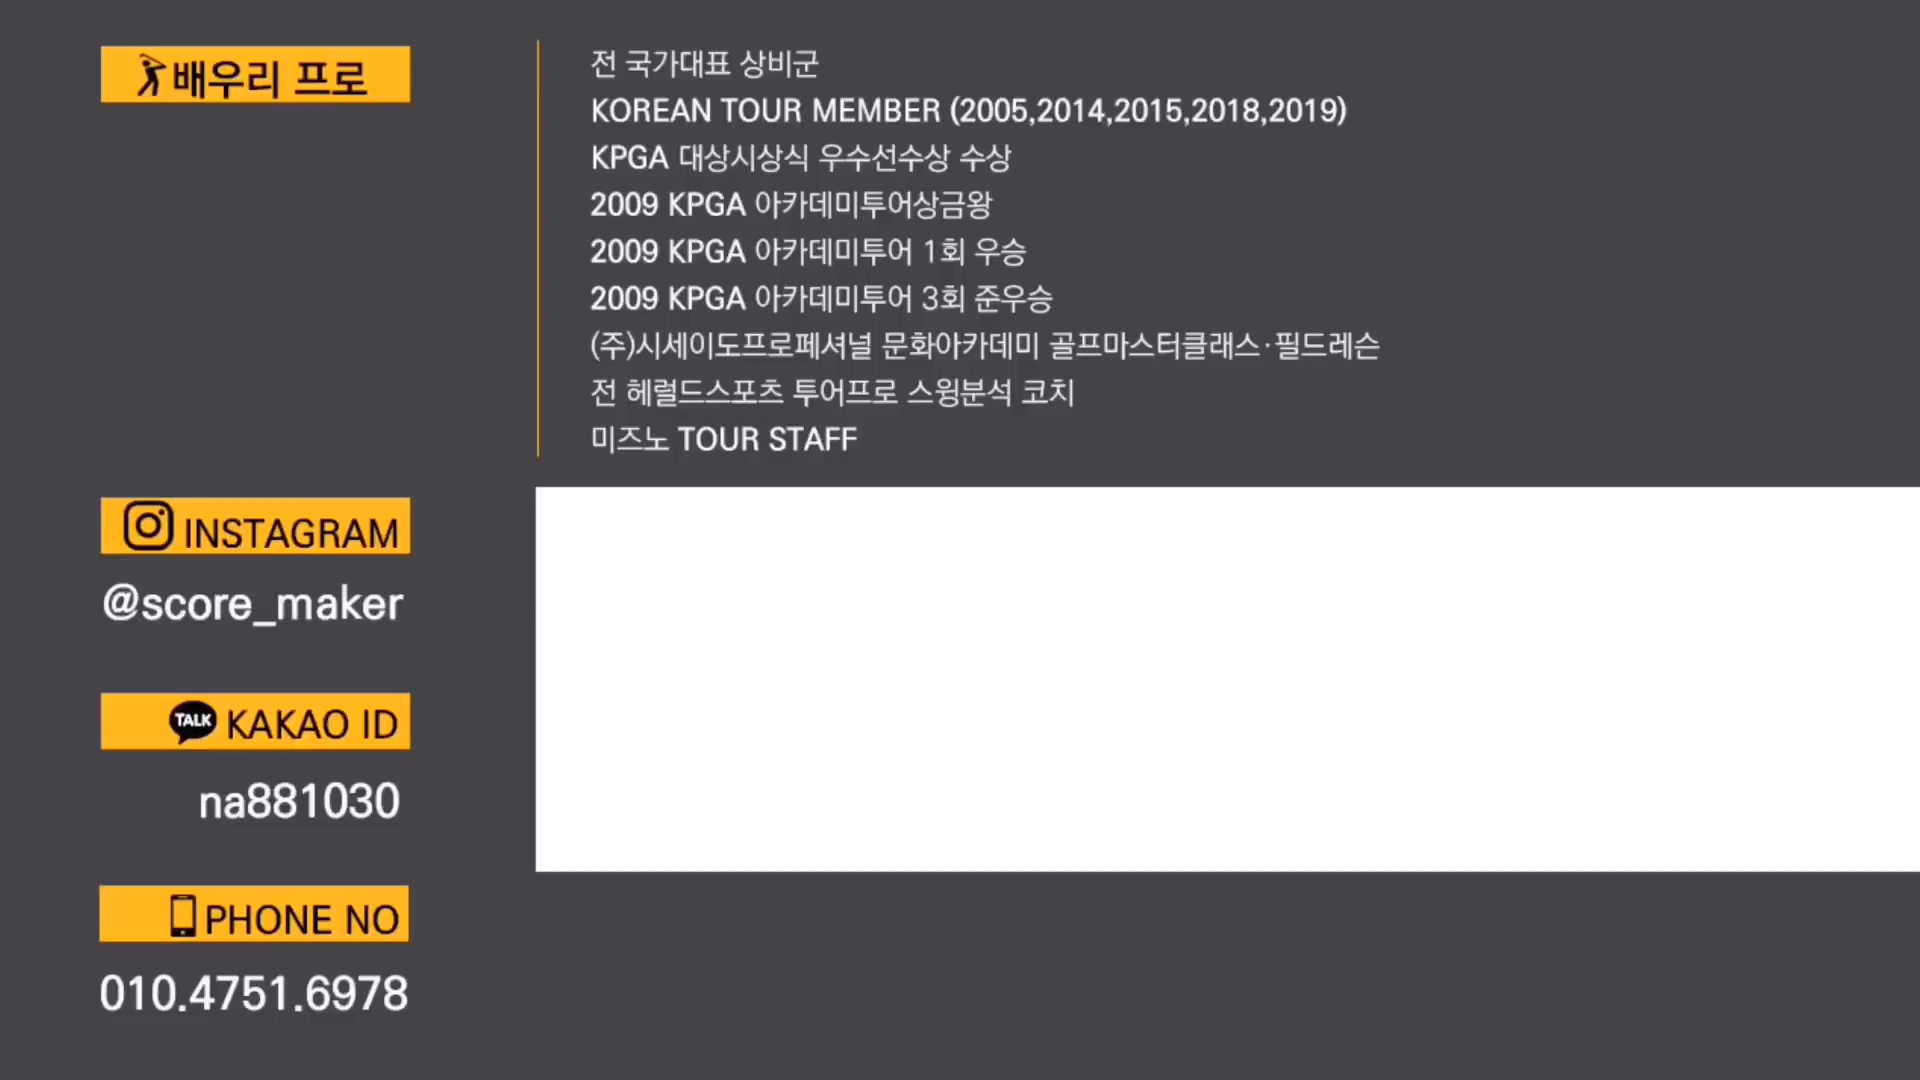 배우리 프로
전 국가대표 상비군
KOREAN TOUR MEMBER (2005,2014,2015,2018,2019)
KPGA 대상시상식 우수선수상 수상
2009 KPGA 아카데미투어상금왕
2009 KPGA 아카데미투어 1회 우승
2009 KPGA 아카데미투어 3회 준우승
(주)시세이도프로페셔널 문화아카데미 골프마스터클래스·필드레슨
전 헤럴드스포츠 투어프로 스윙분석 코치
미즈노 TOUR STAFF
INSTAGRAM
@score_maker
TALK KAKAO ID
na881030
PHONE NO
010.4751.6978